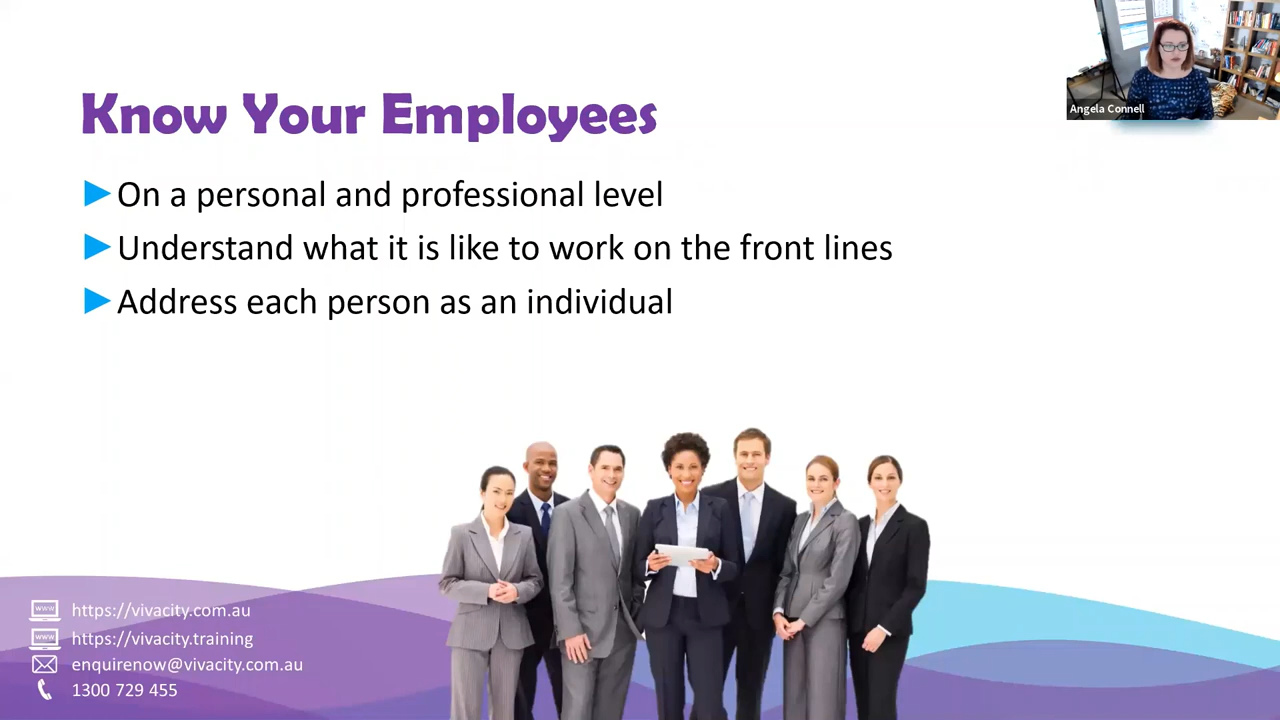 Know Your Employees
On a personal and professional level
Understand what it is like to work on the front lines
Address each person as an individual
Angela Connell
www https://vivacity.com.au
www https://vivacity.training
enquirenow@vivacity.com.au
1300 729 455